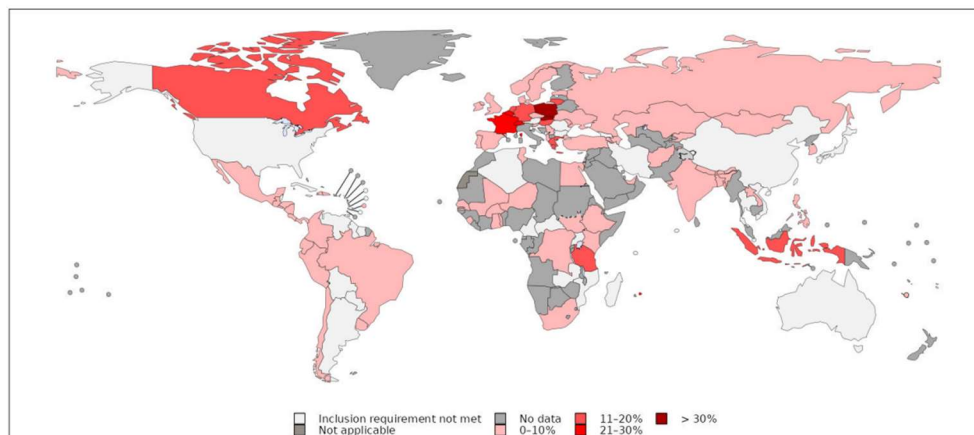 Inclusion requirement not met
Not applicable
No data
0–10%
11–20%
21–30%
> 30%